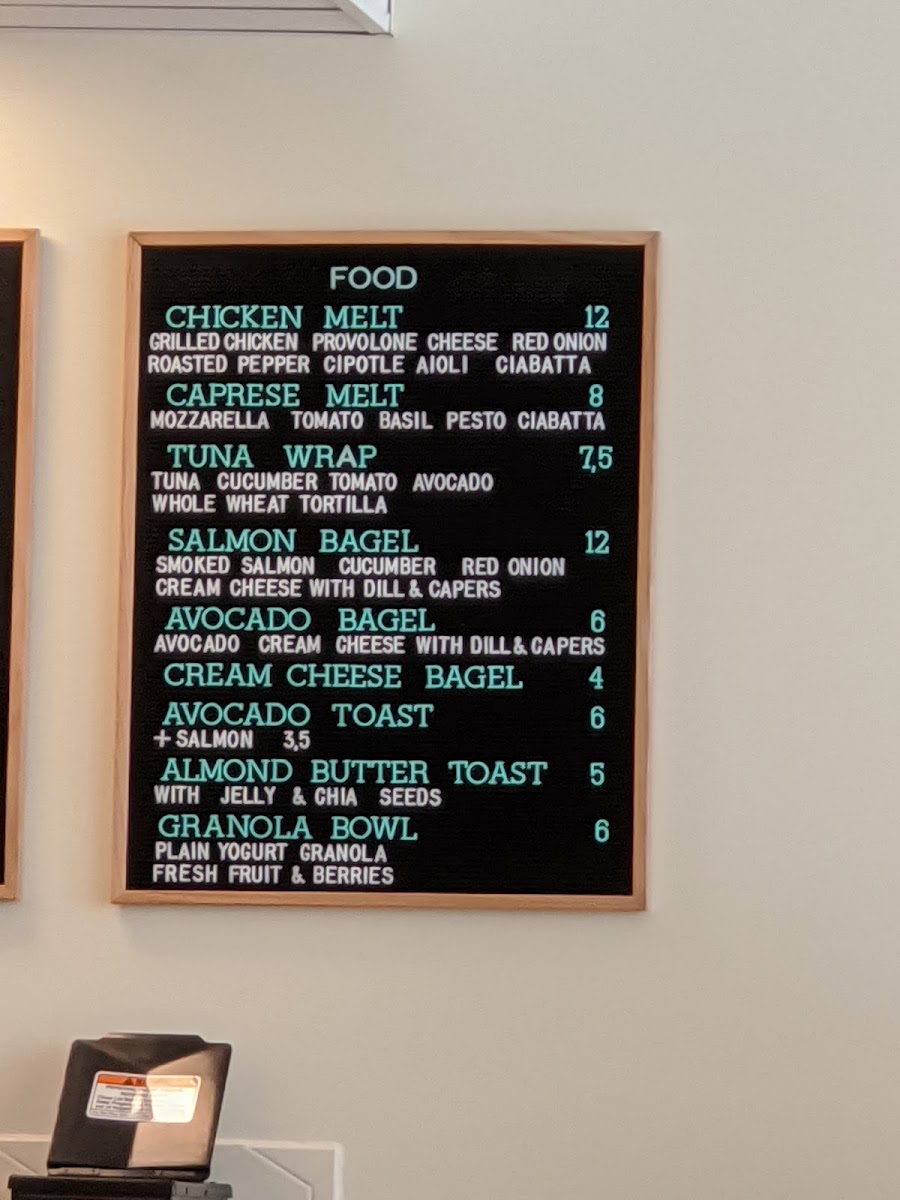 FOOD
CHICKEN MELT 12
GRILLED CHICKEN PROVOLONE CHEESE RED ONION
ROASTED PEPPER CIPOTLE AIOLI CIABATTA
CAPRESE MELT 8
MOZZARELLA TOMATO BASIL PESTO CIABATTA
TUNA WRAP 7,5
TUNA CUCUMBER TOMATO AVOCADO
WHOLE WHEAT TORTILLA
SALMON BAGEL 12
SMOKED SALMON CUCUMBER RED ONION
CREAM CHEESE WITH DILL & CAPERS
AVOCADO BAGEL 6
AVOCADO CREAM CHEESE WITH DILL & CAPERS
CREAM CHEESE BAGEL 4
AVOCADO TOAST 6
+ SALMON 3,5
ALMOND BUTTER TOAST 5
WITH JELLY & CHIA SEEDS
GRANOLA BOWL 6
PLAIN YOGURT GRANOLA
FRESH FRUIT & BERRIES